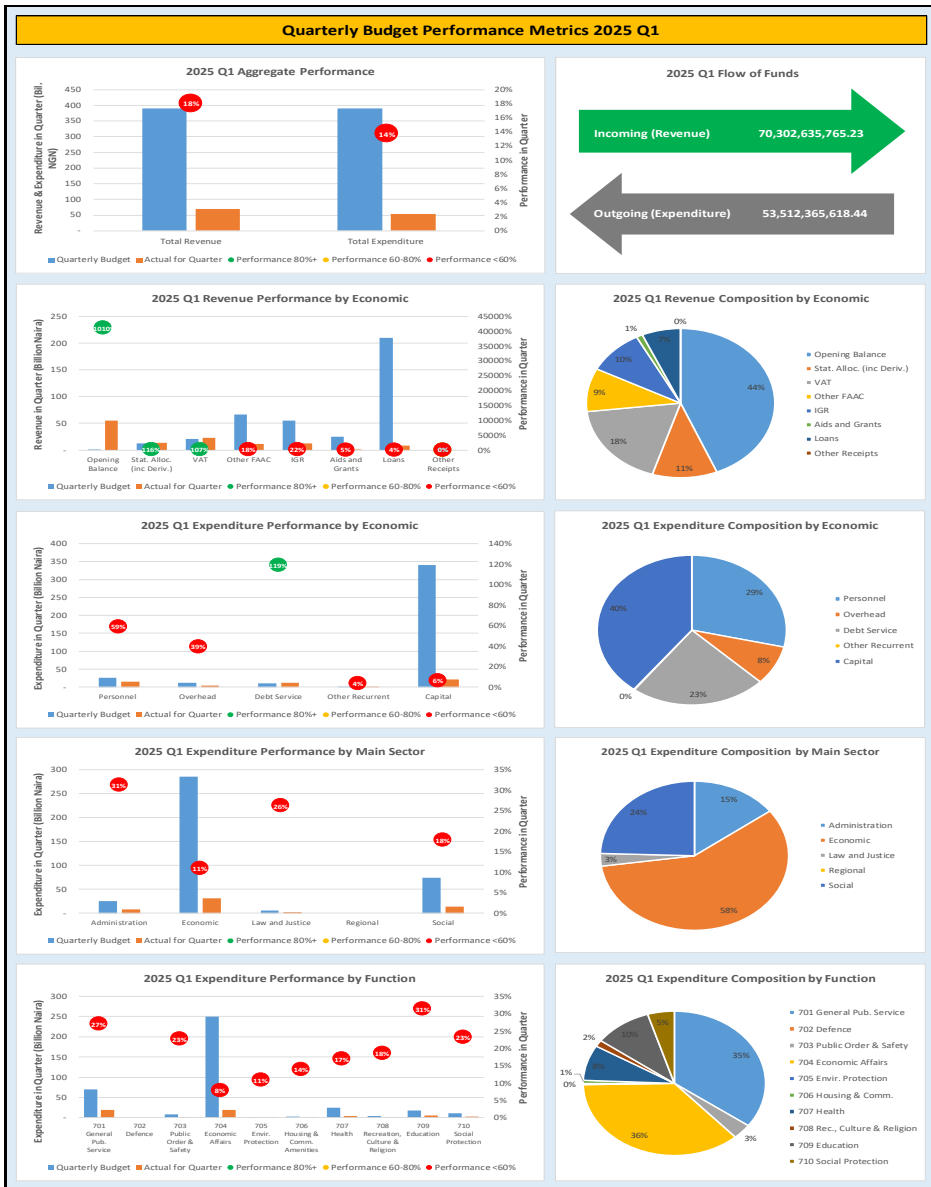 Quarterly Budget Performance Metrics 2025 Q1
2025 Q1 Aggregate Performance
Revenue & Expenditure in Quarter (Bil. NGN)
450
400
350
300
250
200
150
100
50
-
18%
14%
20%
18%
16%
14%
12%
10%
8%
6%
4%
2%
0%
Performance in Quarter
Total Revenue
Total Expenditure
Quarterly Budget Actual for Quarter Performance 80%+ Performance 60-80% Performance <60%
2025 Q1 Flow of Funds
Incoming (Revenue) 70,302,635,765.23
Outgoing (Expenditure) 53,512,365,618.44
2025 Q1 Revenue Performance by Economic
Revenue in Quarter (Billion Naira)
250
200
150
100
50
0
116%
107%
18%
22%
5%
4%
0%
45000%
40000%
35000%
30000%
25000%
20000%
15000%
10000%
5000%
0%
Performance in Quarter
Opening Balance
Stat. Alloc. (inc Deriv.)
VAT
Other FAAC
IGR
Aids and Grants
Loans
Other Receipts
Quarterly Budget Actual for Quarter Performance 80%+ Performance 60-80% Performance <60%
2025 Q1 Revenue Composition by Economic
0%
1%
7%
10%
9%
18%
11%
44%
Opening Balance
Stat. Alloc. (inc Deriv.)
VAT
Other FAAC
IGR
Aids and Grants
Loans
Other Receipts
2025 Q1 Expenditure Performance by Economic
Expenditure in Quarter (Billion Naira)
400
350
300
250
200
150
100
50
-
59%
39%
119%
4%
6%
140%
120%
100%
80%
60%
40%
20%
0%
Performance in Quarter
Personnel
Overhead
Debt Service
Other Recurrent
Capital
Quarterly Budget Actual for Quarter Performance 80%+ Performance 60-80% Performance <60%
2025 Q1 Expenditure Composition by Economic
29%
8%
23%
0%
40%
Personnel
Overhead
Debt Service
Other Recurrent
Capital
2025 Q1 Expenditure Performance by Main Sector
Expenditure in Quarter (Billion Naira)
300
250
200
150
100
50
-
31%
11%
26%
18%
35%
30%
25%
20%
15%
10%
5%
0%
Performance in Quarter
Administration
Economic
Law and Justice
Regional
Social
Quarterly Budget Actual for Quarter Performance 80%+ Performance 60-80% Performance <60%
2025 Q1 Expenditure Composition by Main Sector
15%
58%
3%
24%
Administration
Economic
Law and Justice
Regional
Social
2025 Q1 Expenditure Performance by Function
Expenditure in Quarter (Billion Naira)
300
250
200
150
100
50
-
27%
23%
8%
11%
14%
17%
18%
31%
23%
35%
30%
25%
20%
15%
10%
5%
0%
Performance in Quarter
701 General Pub. Service
702 Defence
703 Public Order & Safety
704 Economic Affairs
705 Envir. Protection
706 Housing & Comm. Amenities
707 Health
708 Recreation, Culture & Religion
709 Education
710 Social Protection
Quarterly Budget Actual for Quarter Performance 80%+ Performance 60-80% Performance <60%
2025 Q1 Expenditure Composition by Function
35%
3%
36%
0%
1%
8%
2%
10%
5%
701 General Pub. Service
702 Defence
703 Public Order & Safety
704 Economic Affairs
705 Envir. Protection
706 Housing & Comm.
707 Health
708 Rec., Culture & Religion
709 Education
710 Social Protection